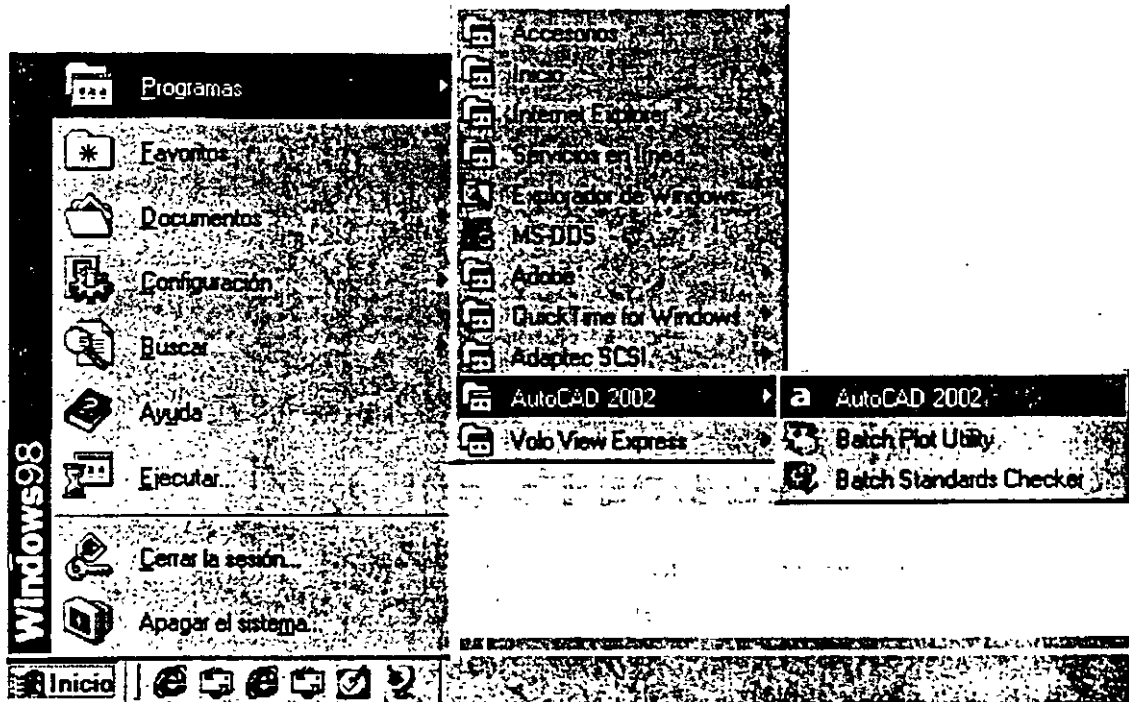 Programas
Favoritos
Documentos
Configuración
Buscar
Ayuda
Ejecutar...
Cerrar la sesión...
Apagar el sistema...
Windows98
Inicio
Accesorios
Inicio
Internet Explorer
Servicios en línea
Explorador de Windows
MS-DOS
Adobe
QuickTime for Windows
Adaptec SCSI
AutoCAD 2002
Volo View Express
AutoCAD 2002
Batch Plot Utility
Batch Standards Checker